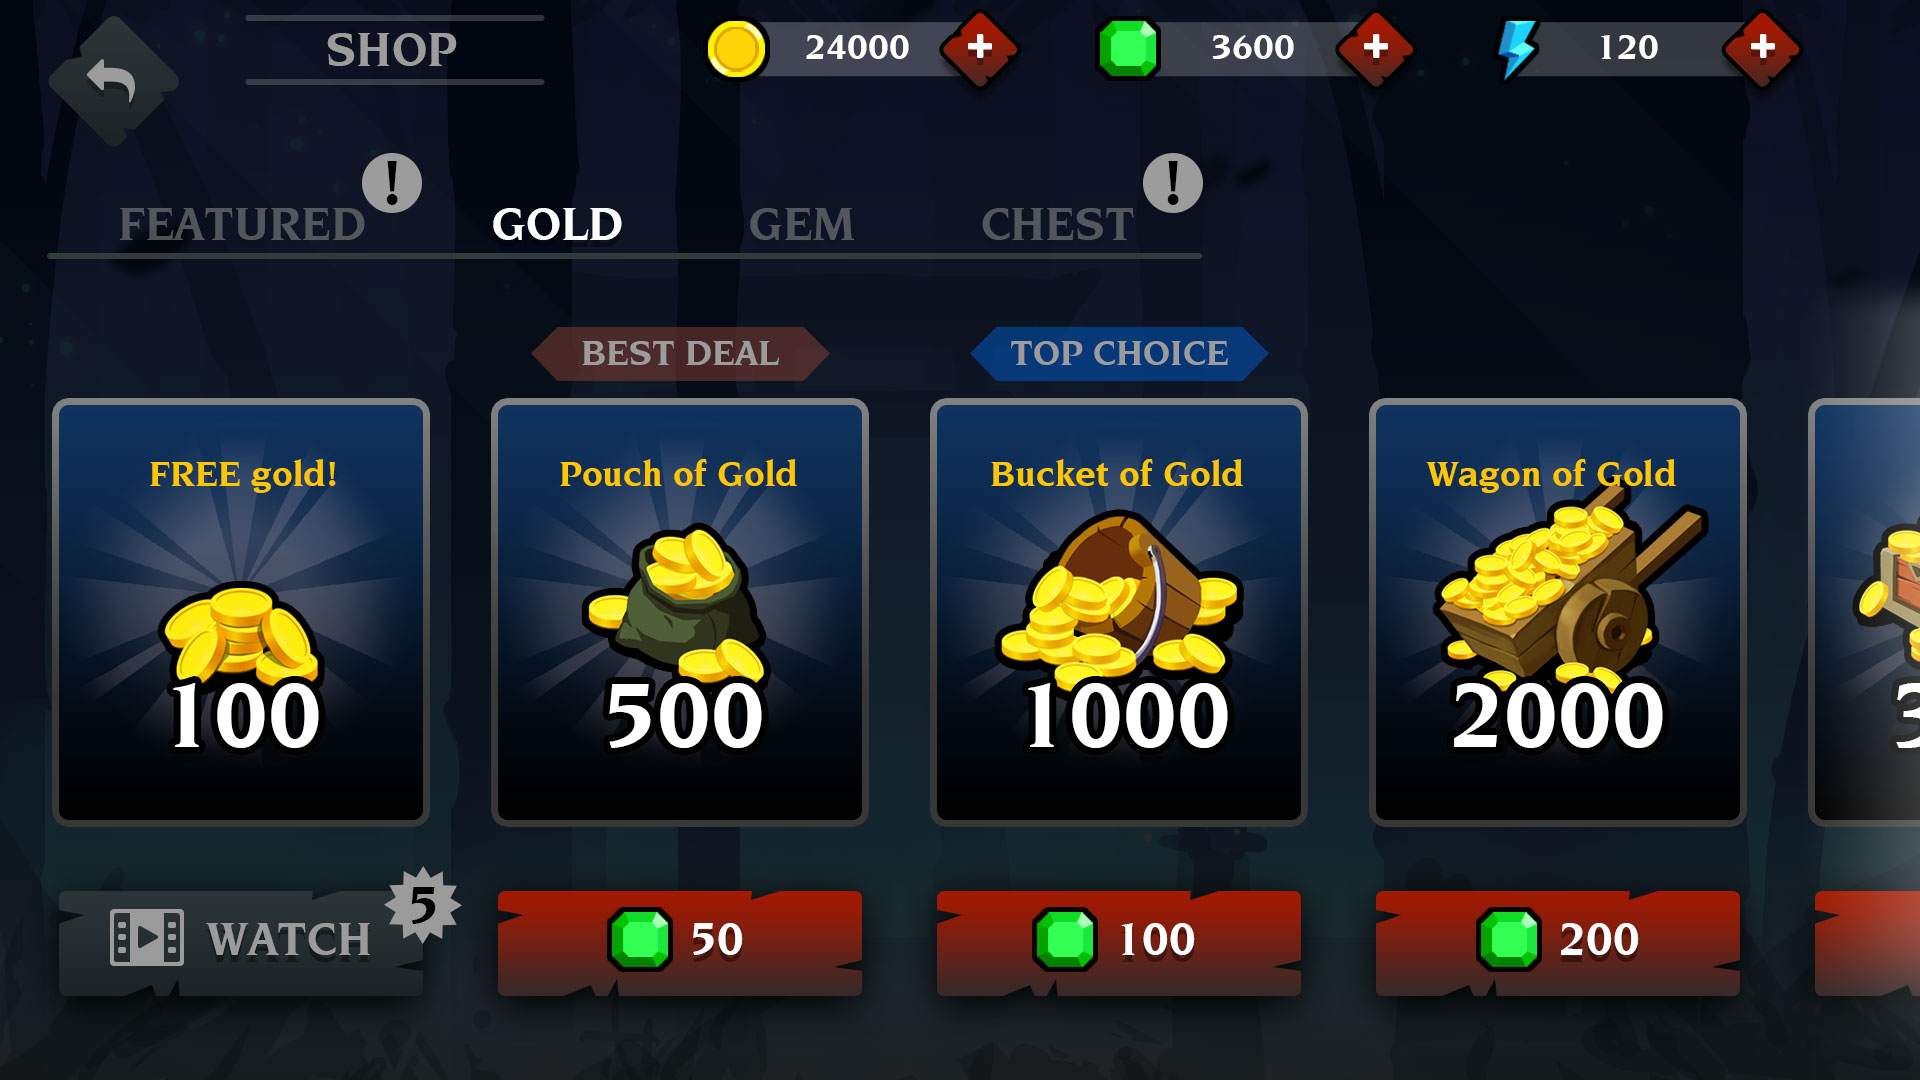 SHOP
24000
3600
120
FEATURED !
GOLD
GEM
CHEST !
BEST DEAL
TOP CHOICE
FREE gold!
100
Pouch of Gold
500
Bucket of Gold
1000
Wagon of Gold
2000
WATCH 5
50
100
200